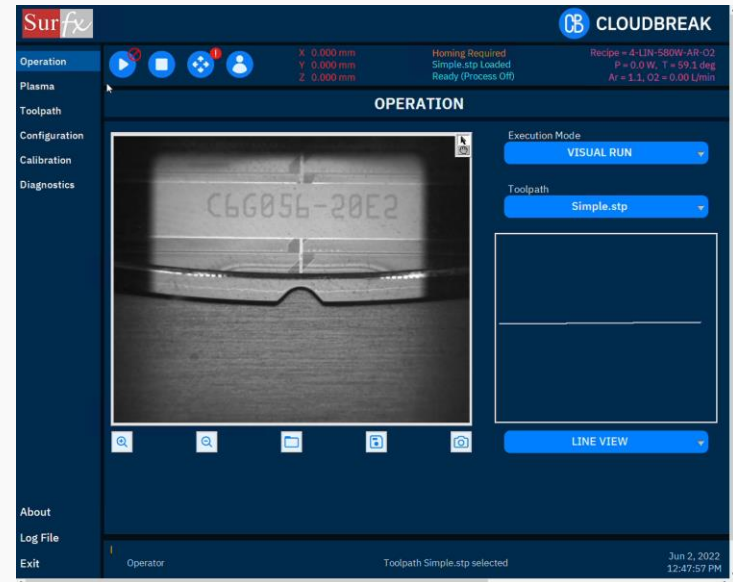 Surfx
CB CLOUDBREAK
Operation
Plasma
Toolpath
Configuration
Calibration
Diagnostics
X 0.000 mm
Y 0.000 mm
Z 0.000 mm
Homing Required
Simple.stp Loaded
Ready (Process Off)
Recipe = 4-LIN-580W-AR-O2
P = 0.0 W, T = 59.1 deg
Ar = 1.1, O2 = 0.00 L/min
OPERATION
C6G056-20E2
Execution Mode
VISUAL RUN
Toolpath
Simple.stp
LINE VIEW
About
Log File
Exit
Operator
Toolpath Simple.stp selected
Jun 2, 2022
12:47:57 PM